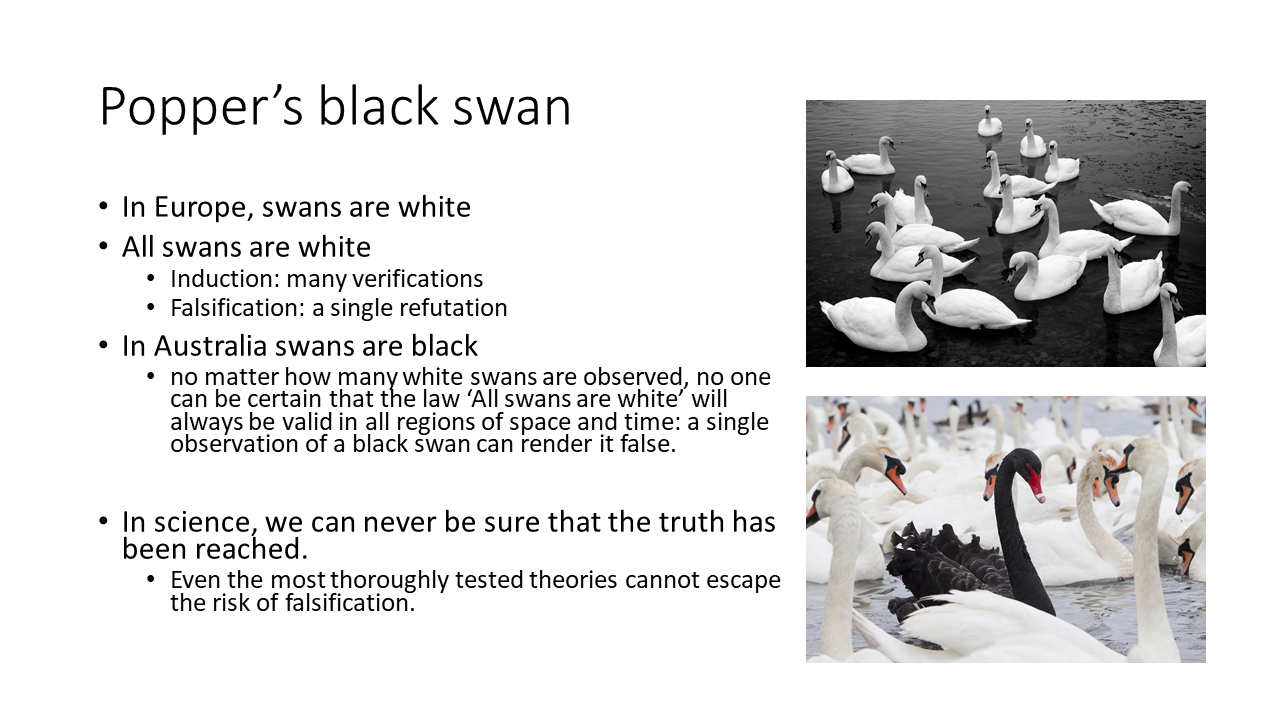 Popper’s black swan
• In Europe, swans are white
• All swans are white
• Induction: many verifications
• Falsification: a single refutation
• In Australia swans are black
• no matter how many white swans are observed, no one
can be certain that the law ‘All swans are white’ will
always be valid in all regions of space and time: a single
observation of a black swan can render it false.
• In science, we can never be sure that the truth has
been reached.
• Even the most thoroughly tested theories cannot escape
the risk of falsification.